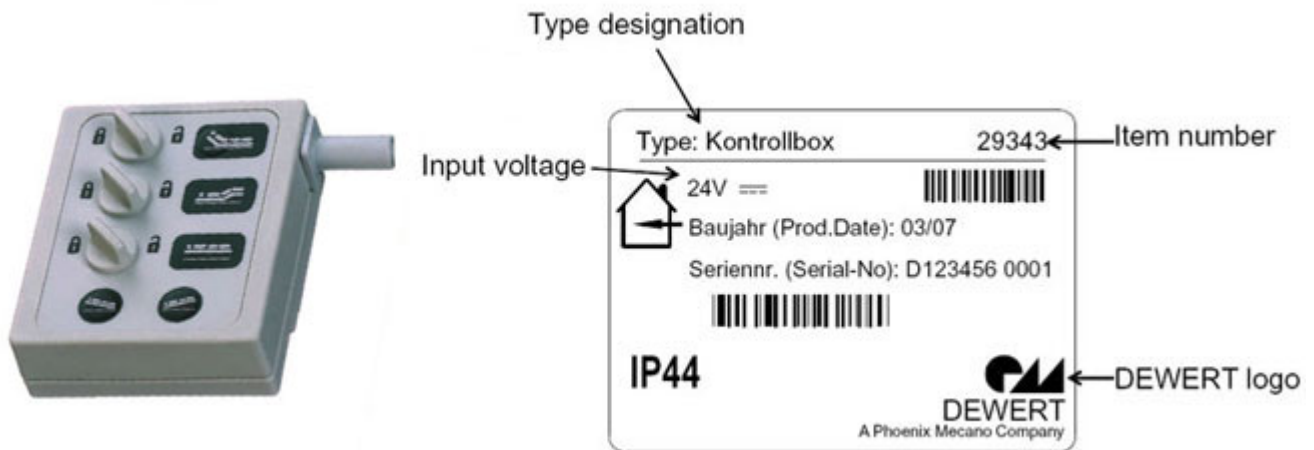 Type designation
Type: Kontrollbox 29343
Item number
Input voltage
24V
Baujahr (Prod.Date): 03/07
Seriennr. (Serial-No): D123456 0001
IP44
DEWERT logo
DEWERT
A Phoenix Mecano Company